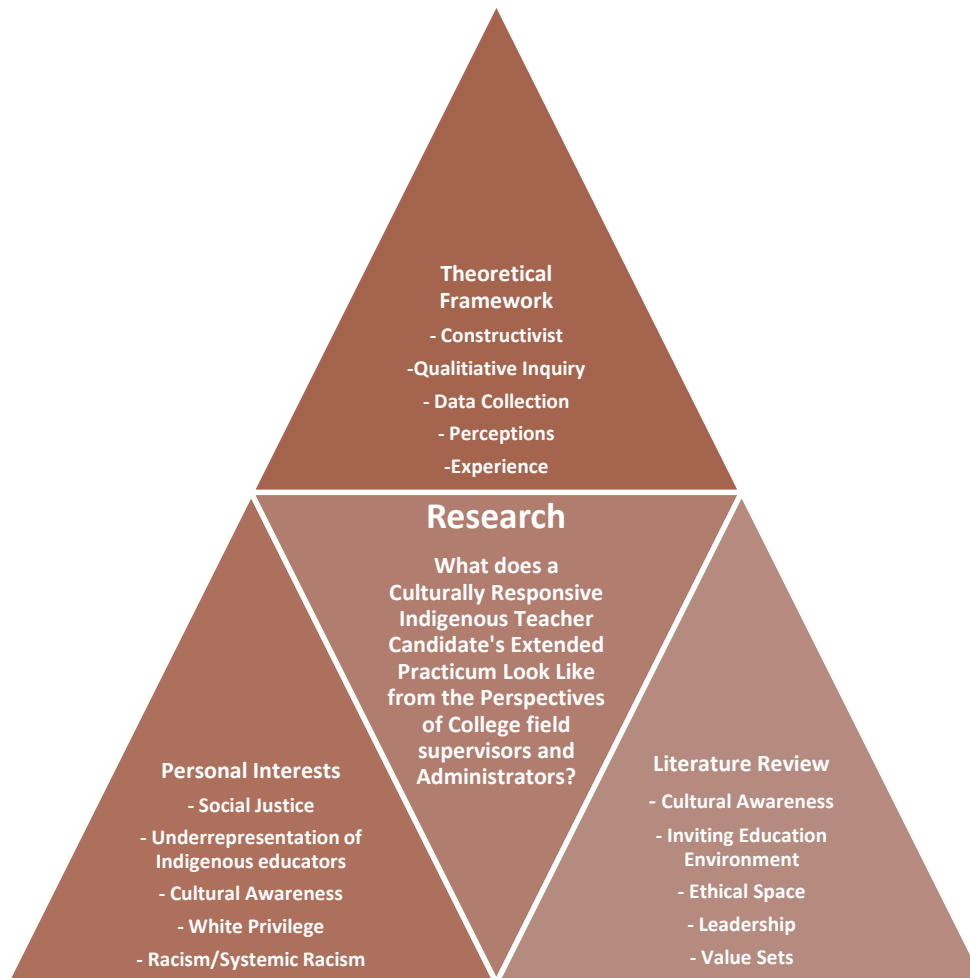 Theoretical
Framework
- Constructivist
-Qualitiative Inquiry
- Data Collection
- Perceptions
-Experience
Research
What does a
Culturally Responsive
Indigenous Teacher
Candidate's Extended
Practicum Look Like
from the Perspectives
of College field
supervisors and
Administrators?
Personal Interests
- Social Justice
- Underrepresentation of
Indigenous educators
- Cultural Awareness
- White Privilege
- Racism/Systemic Racism
Literature Review
- Cultural Awareness
- Inviting Education
Environment
- Ethical Space
- Leadership
- Value Sets